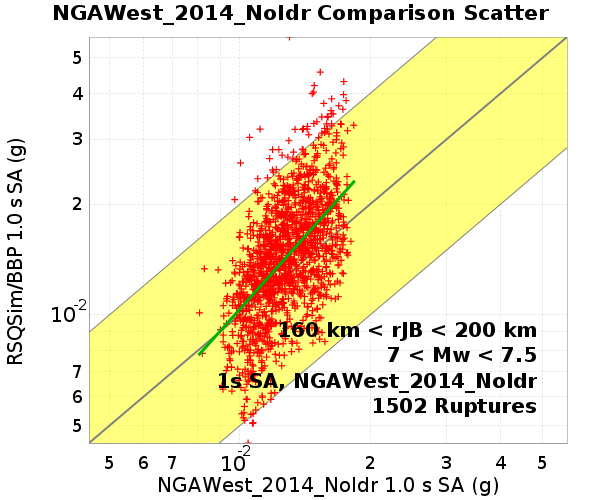 NGAWest_2014_NoIdr Comparison Scatter
RSQSim/BBP 1.0 s SA (g)
5
4
3
2
10-2
7
6
5
160 km < rJB < 200 km
7 < Mw < 7.5
1s SA, NGAWest_2014_NoIdr
1502 Ruptures
5 6 7 10-2 2 3 4 5
NGAWest_2014_NoIdr 1.0 s SA (g)